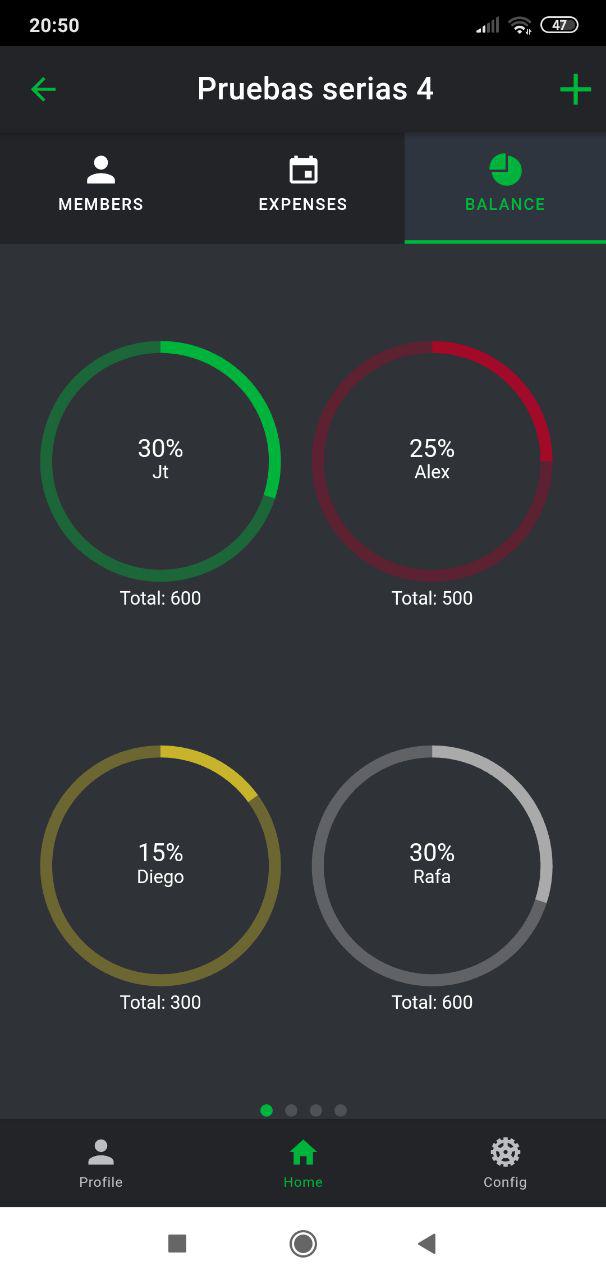 20:50
47
Pruebas serias 4
MEMBERS
EXPENSES
BALANCE
30%
Jt
Total: 600
25%
Alex
Total: 500
15%
Diego
Total: 300
30%
Rafa
Total: 600
Profile
Home
Config